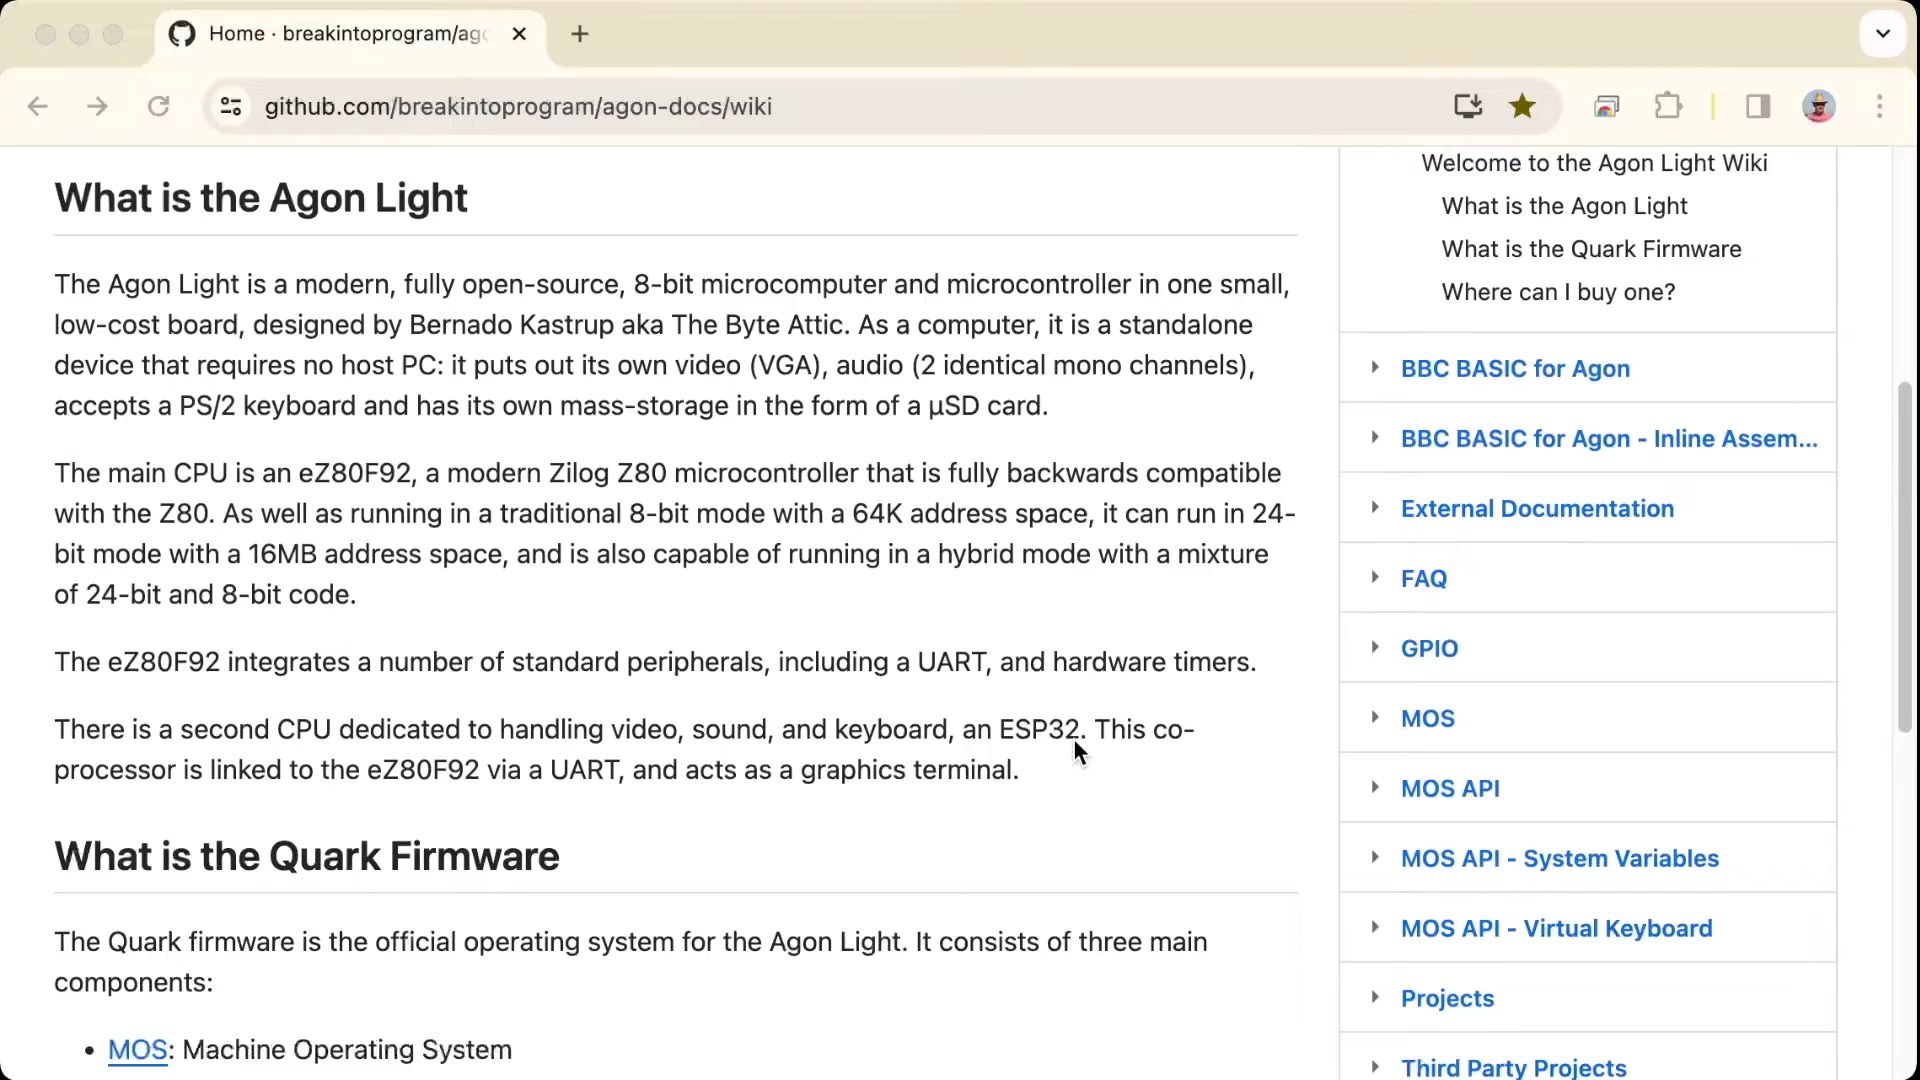 Home · breakintoprogram/ag
github.com/breakintoprogram/agon-docs/wiki
What is the Agon Light
The Agon Light is a modern, fully open-source, 8-bit microcomputer and microcontroller in one small,
low-cost board, designed by Bernado Kastrup aka The Byte Attic. As a computer, it is a standalone
device that requires no host PC: it puts out its own video (VGA), audio (2 identical mono channels),
accepts a PS/2 keyboard and has its own mass-storage in the form of a µSD card.
The main CPU is an eZ80F92, a modern Zilog Z80 microcontroller that is fully backwards compatible
with the Z80. As well as running in a traditional 8-bit mode with a 64K address space, it can run in 24-
bit mode with a 16MB address space, and is also capable of running in a hybrid mode with a mixture
of 24-bit and 8-bit code.
The eZ80F92 integrates a number of standard peripherals, including a UART, and hardware timers.
There is a second CPU dedicated to handling video, sound, and keyboard, an ESP32. This co-
processor is linked to the eZ80F92 via a UART, and acts as a graphics terminal.
What is the Quark Firmware
The Quark firmware is the official operating system for the Agon Light. It consists of three main
components:
• MOS: Machine Operating System
Welcome to the Agon Light Wiki
What is the Agon Light
What is the Quark Firmware
Where can I buy one?
BBC BASIC for Agon
BBC BASIC for Agon - Inline Assem...
External Documentation
FAQ
GPIO
MOS
MOS API
MOS API - System Variables
MOS API - Virtual Keyboard
Projects
Third Party Projects